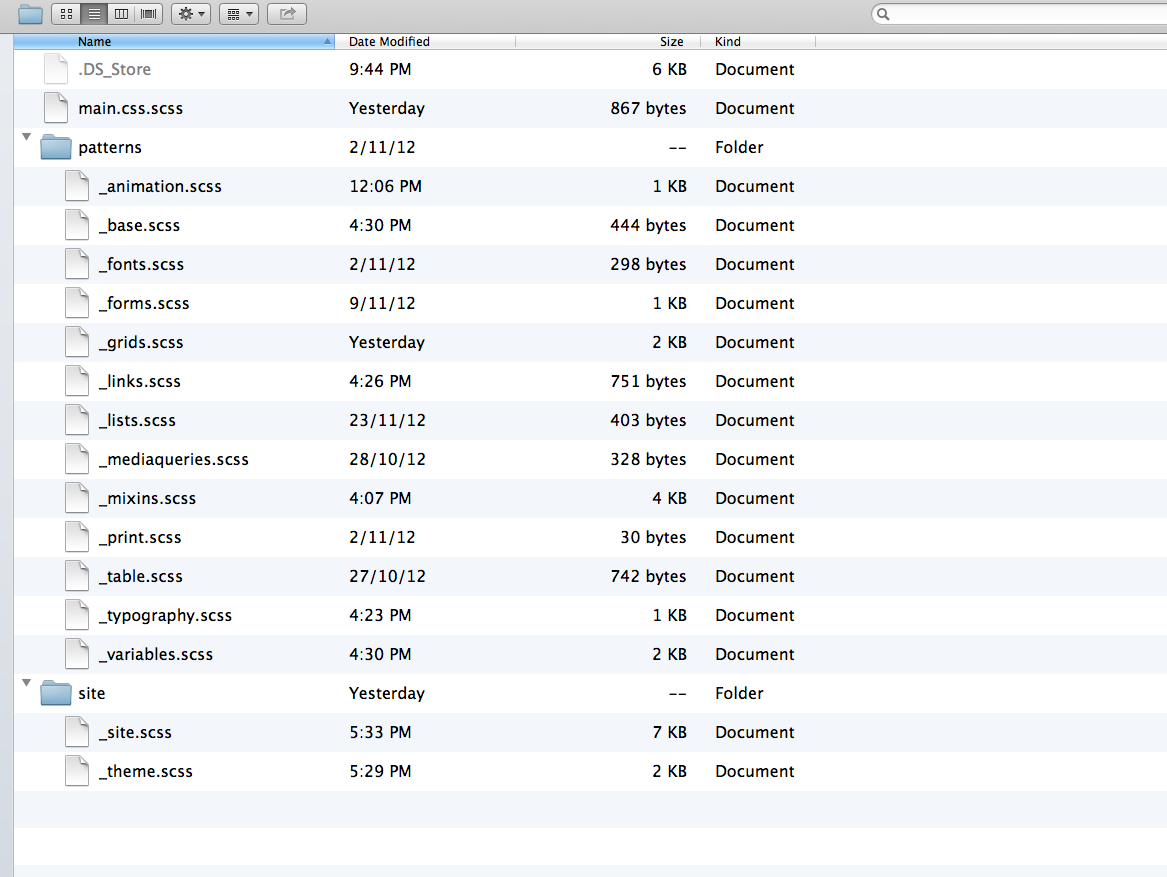 Name Date Modified Size Kind
.DS_Store 9:44 PM 6 KB Document
main.css.scss Yesterday 867 bytes Document
patterns 2/11/12 -- Folder
_animation.scss 12:06 PM 1 KB Document
_base.scss 4:30 PM 444 bytes Document
_fonts.scss 2/11/12 298 bytes Document
_forms.scss 9/11/12 1 KB Document
_grids.scss Yesterday 2 KB Document
_links.scss 4:26 PM 751 bytes Document
_lists.scss 23/11/12 403 bytes Document
_mediaqueries.scss 28/10/12 328 bytes Document
_mixins.scss 4:07 PM 4 KB Document
_print.scss 2/11/12 30 bytes Document
_table.scss 27/10/12 742 bytes Document
_typography.scss 4:23 PM 1 KB Document
_variables.scss 4:30 PM 2 KB Document
site Yesterday -- Folder
_site.scss 5:33 PM 7 KB Document
_theme.scss 5:29 PM 2 KB Document